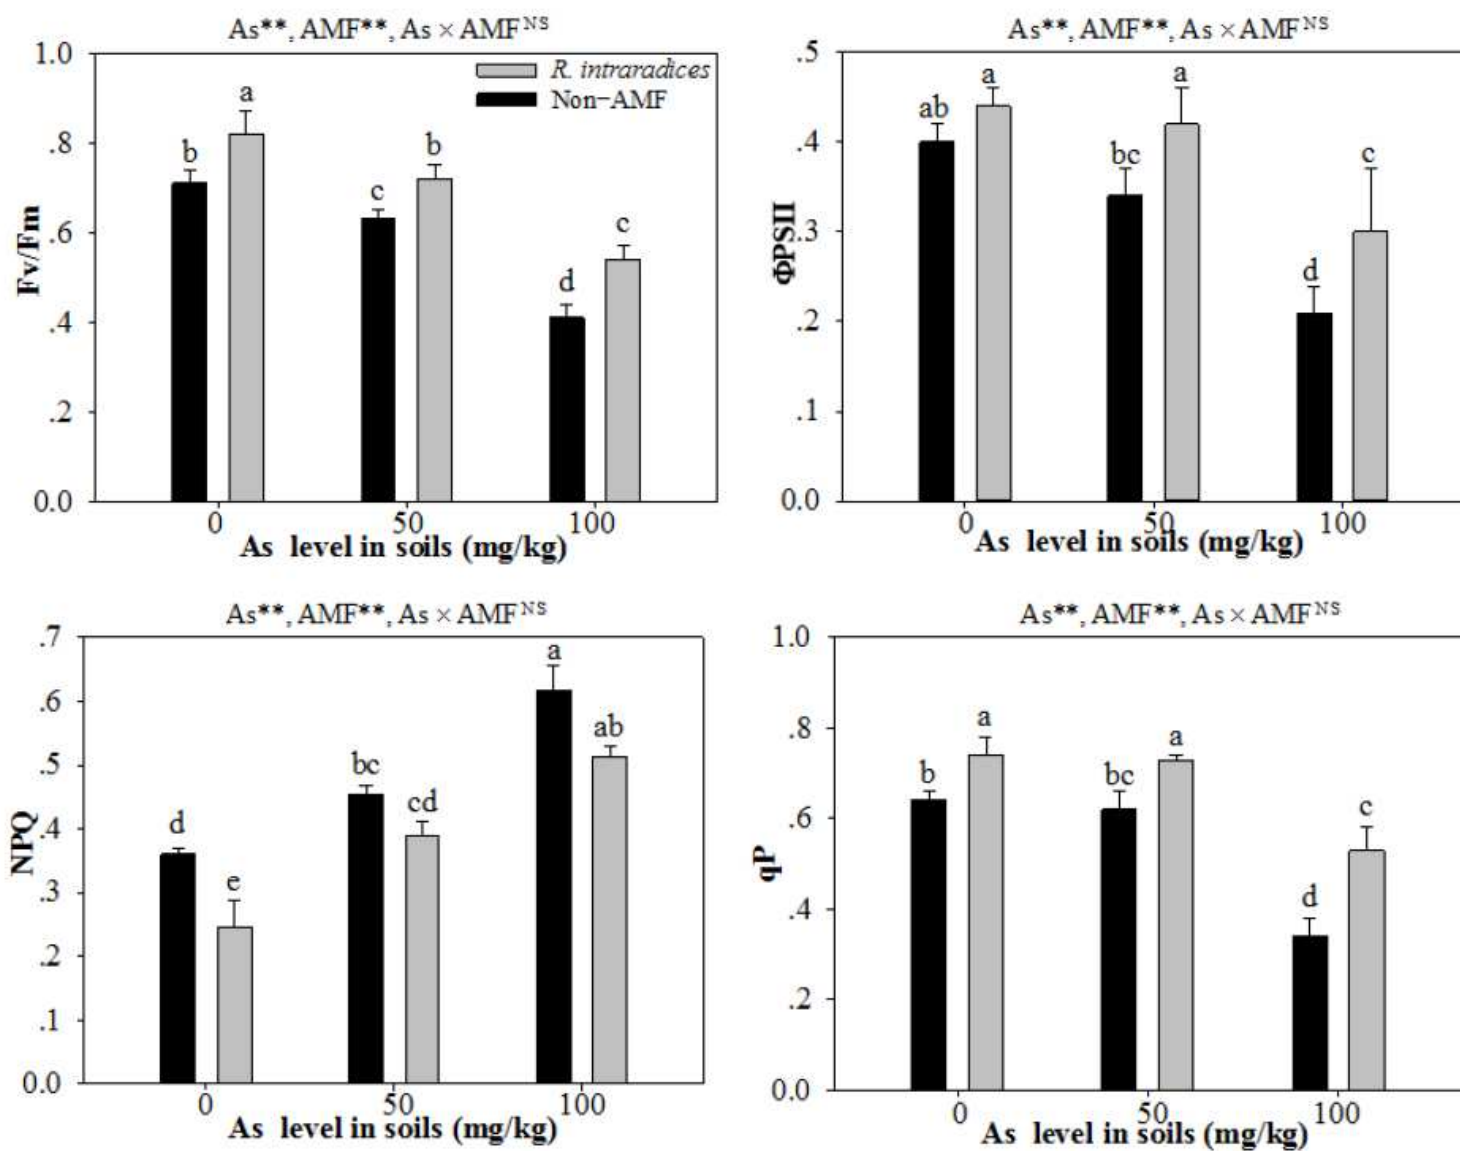 As**, AMF**, As × AMF^NS
1.0
.8
.6
.4
.2
0.0
Fv/Fm
R. intraradices
Non−AMF
b
a
c
b
d
c
0
50
100
As level in soils (mg/kg)
As**, AMF**, As × AMF^NS
.5
.4
.3
.2
.1
0.0
ΦPSII
ab
a
bc
a
d
c
0
50
100
As level in soils (mg/kg)
As**, AMF**, As × AMF^NS
.7
.6
.5
.4
.3
.2
.1
0.0
NPQ
d
e
bc
cd
a
ab
0
50
100
As level in soils (mg/kg)
As**, AMF**, As × AMF^NS
1.0
.8
.6
.4
.2
0.0
qP
b
a
bc
a
d
c
0
50
100
As level in soils (mg/kg)